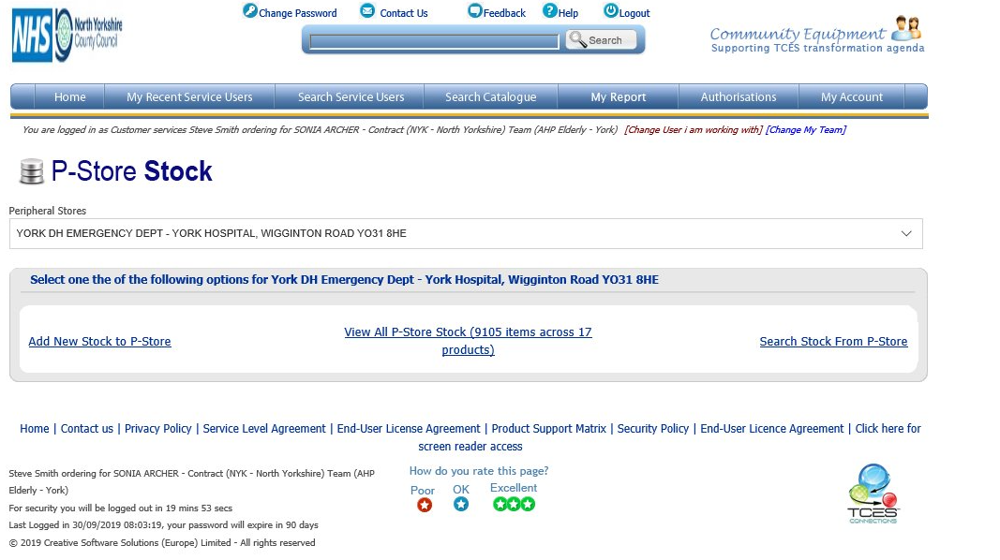 Change Password Contact Us Feedback Help Logout
NHS North Yorkshire
County Council
Search
Community Equipment
Supporting TCES transformation agenda
Home My Recent Service Users Search Service Users Search Catalogue My Report Authorisations My Account
You are logged in as Customer services Steve Smith ordering for SONIA ARCHER - Contract (NYK - North Yorkshire) Team (AHP Elderly - York) [Change User i am working with] [Change My Team]
P-Store Stock
Peripheral Stores
YORK DH EMERGENCY DEPT - YORK HOSPITAL, WIGGINTON ROAD YO31 8HE
Select one the of the following options for York DH Emergency Dept - York Hospital, Wigginton Road YO31 8HE
Add New Stock to P-Store
View All P-Store Stock (9105 items across 17
products)
Search Stock From P-Store
Home | Contact us | Privacy Policy | Service Level Agreement | End-User License Agreement | Product Support Matrix | Security Policy | End-User Licence Agreement | Click here for
screen reader access
Steve Smith ordering for SONIA ARCHER - Contract (NYK - North Yorkshire) Team (AHP
Elderly - York)
For security you will be logged out in 19 mins 53 secs
Last Logged in 30/09/2019 08:03:19, your password will expire in 90 days
© 2019 Creative Software Solutions (Europe) Limited - All rights reserved
How do you rate this page?
Poor OK Excellent
TCES
CONNECTIONS